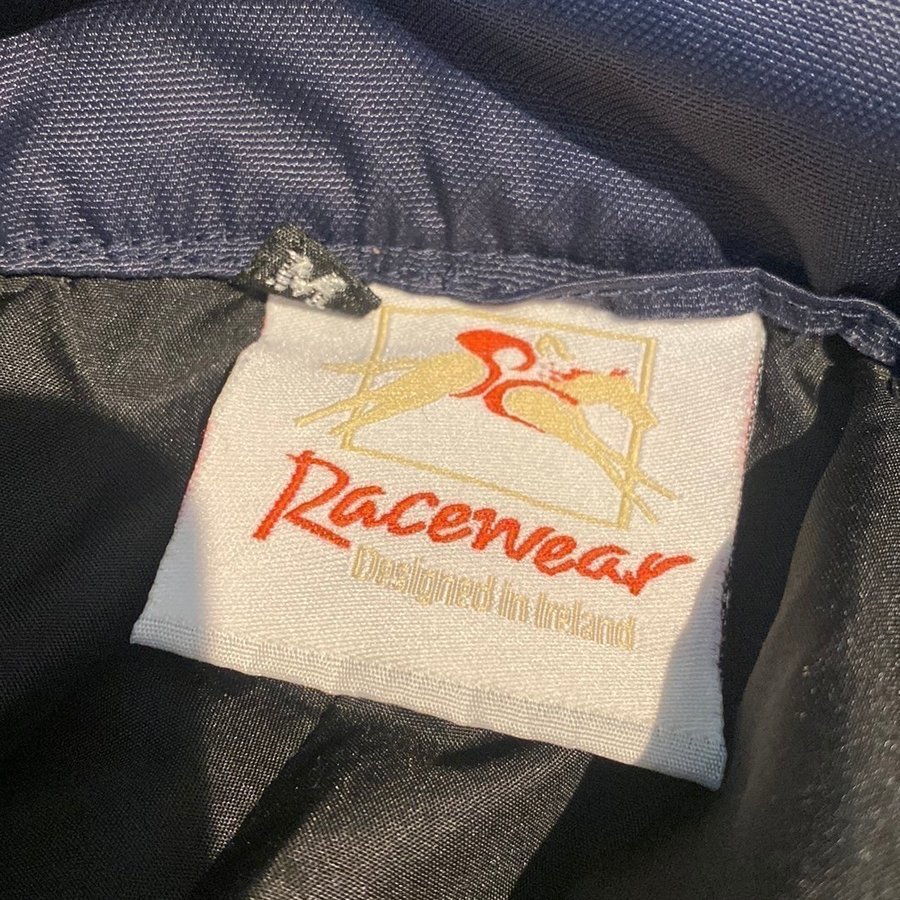 Racewear
Designed in Ireland